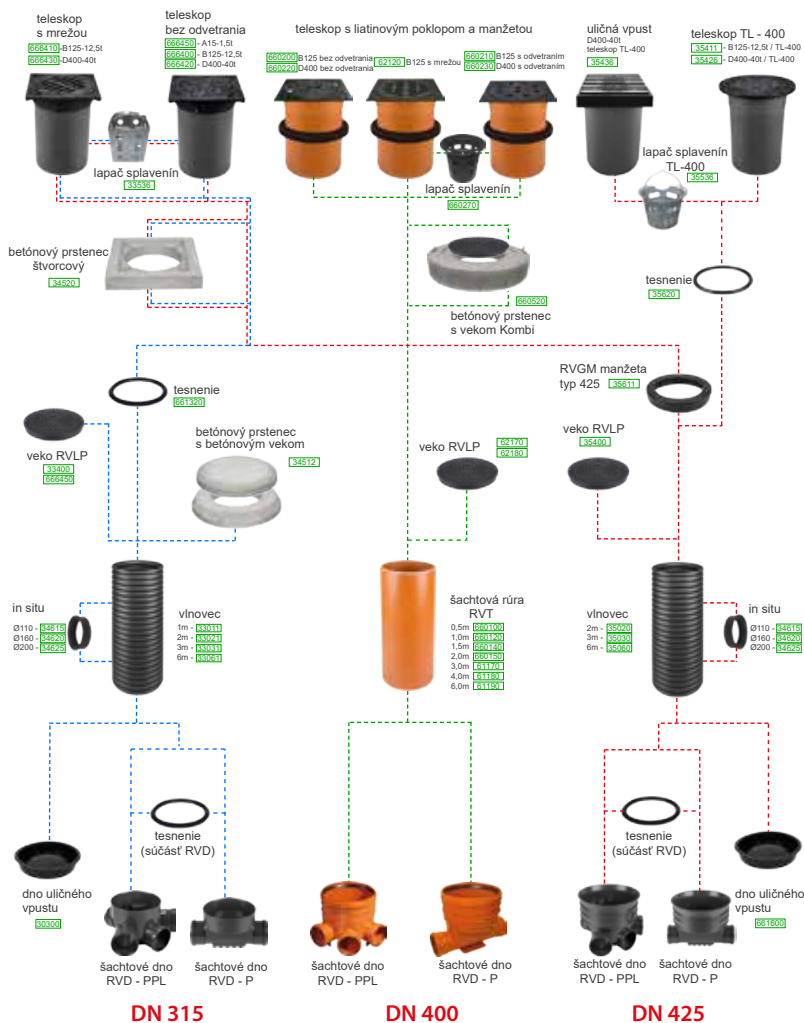 teleskop
s mrežou
666410 -B125-12,5t
666430 -D400-40t
teleskop
bez odvetrania
666450 - A15-1,5t
666400 - B125-12,5t
666420 - D400-40t
teleskop s liatinovým poklopom a manžetou
660200 B125 bez odvetrania
660220 D400 bez odvetrania
62120 B125 s mrežou
660210 B125 s odvetraním
660230 D400 s odvetraním
uličná vpust
D400-40t
teleskop TL-400
35436
teleskop TL - 400
35411 - B125-12,5t / TL-400
35426 - D400-40t / TL-400
lapač splavenín
33536
lapač splavenín
660270
lapač splavenín
TL-400
35536
betónový prstenec
štvorcový
34520
660520
betónový prstenec
s vekom Kombi
tesnenie
35620
tesnenie
661320
RVGM manžeta
typ 425 35611
veko RVLP
33400
666450
betónový prstenec
s betónovým vekom
34512
veko RVLP
62170
62180
veko RVLP
35400
in situ
Ø110 - 34615
Ø160 - 34620
Ø200 - 34625
vlnovec
1m - 33011
2m - 33021
3m - 33031
6m - 33061
šachtová rúra
RVT
0,5m 660100
1,0m 660120
1,5m 660140
2,0m 660150
3,0m 61170
4,0m 61180
6,0m 61190
vlnovec
2m - 35020
3m - 35030
6m - 35060
in situ
Ø110 - 34615
Ø160 - 34620
Ø200 - 34625
tesnenie
(súčásť RVD)
tesnenie
(súčásť RVD)
dno uličného
vpustu
30300
dno uličného
vpustu
661600
šachtové dno
RVD - PPL
šachtové dno
RVD - P
šachtové dno
RVD - PPL
šachtové dno
RVD - P
šachtové dno
RVD - PPL
šachtové dno
RVD - P
DN 315
DN 400
DN 425